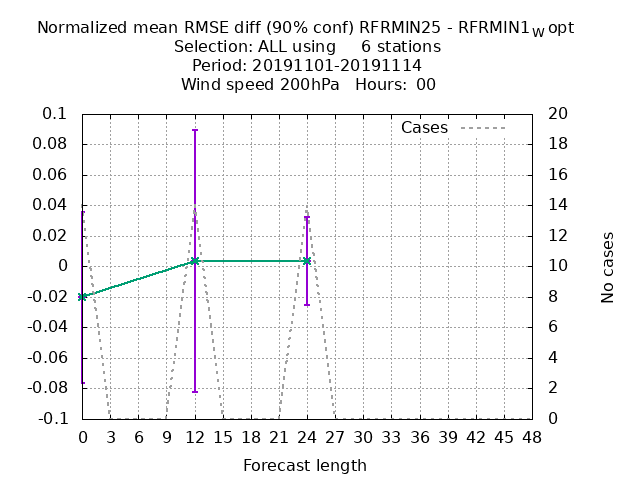 Normalized mean RMSE diff (90% conf) RFRMIN25 - RFRMIN1wopt
Selection: ALL using 6 stations
Period: 20191101-20191114
Wind speed 200hPa Hours: 00
Cases
0.1
0.08
0.06
0.04
0.02
0
-0.02
-0.04
-0.06
-0.08
-0.1
20
18
16
14
12
10
8
6
4
2
0
No cases
0 3 6 9 12 15 18 21 24 27 30 33 36 39 42 45 48
Forecast length